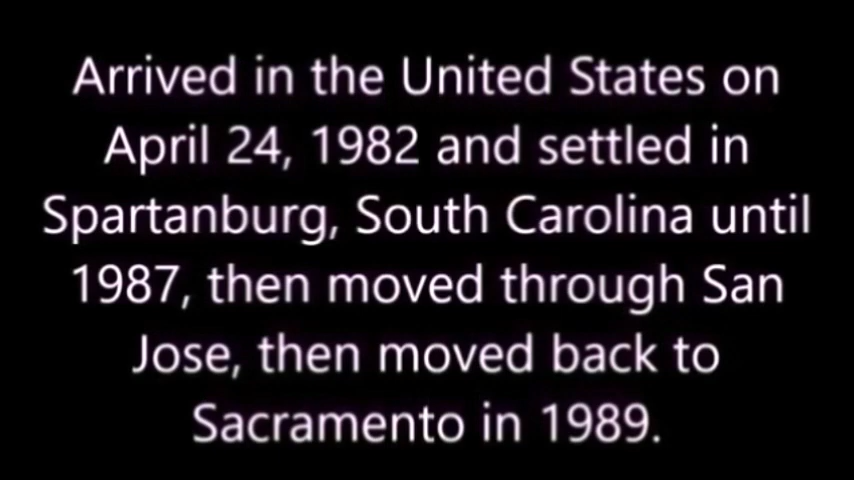 Arrived in the United States on
April 24, 1982 and settled in
Spartanburg, South Carolina until
1987, then moved through San
Jose, then moved back to
Sacramento in 1989.